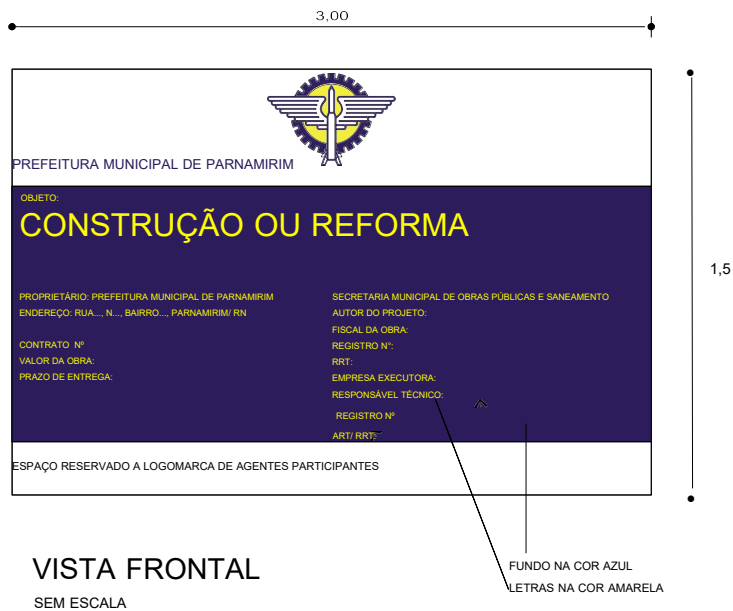 3,00
PREFEITURA MUNICIPAL DE PARNAMIRIM
OBJETO:
CONSTRUÇÃO OU REFORMA
1,5
PROPRIETÁRIO: PREFEITURA MUNICIPAL DE PARNAMIRIM
ENDEREÇO: RUA..., N..., BAIRRO..., PARNAMIRIM/ RN
CONTRATO Nº
VALOR DA OBRA:
PRAZO DE ENTREGA:
SECRETARIA MUNICIPAL DE OBRAS PÚBLICAS E SANEAMENTO
AUTOR DO PROJETO:
FISCAL DA OBRA:
REGISTRO N°:
RRT:
EMPRESA EXECUTORA:
RESPONSÁVEL TÉCNICO:
REGISTRO Nº
ART/ RRT:
ESPAÇO RESERVADO A LOGOMARCA DE AGENTES PARTICIPANTES
VISTA FRONTAL
SEM ESCALA
FUNDO NA COR AZUL
LETRAS NA COR AMARELA